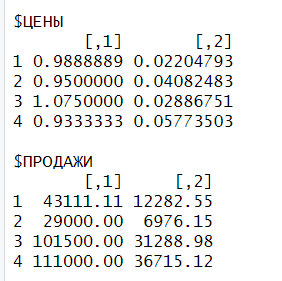 $ЦЕНЫ
[,1] [,2]
1 0.9888889 0.02204793
2 0.9500000 0.04082483
3 1.0750000 0.02886751
4 0.9333333 0.05773503
$ПРОДАЖИ
[,1] [,2]
1 43111.11 12282.55
2 29000.00 6976.15
3 101500.00 31288.98
4 111000.00 36715.12